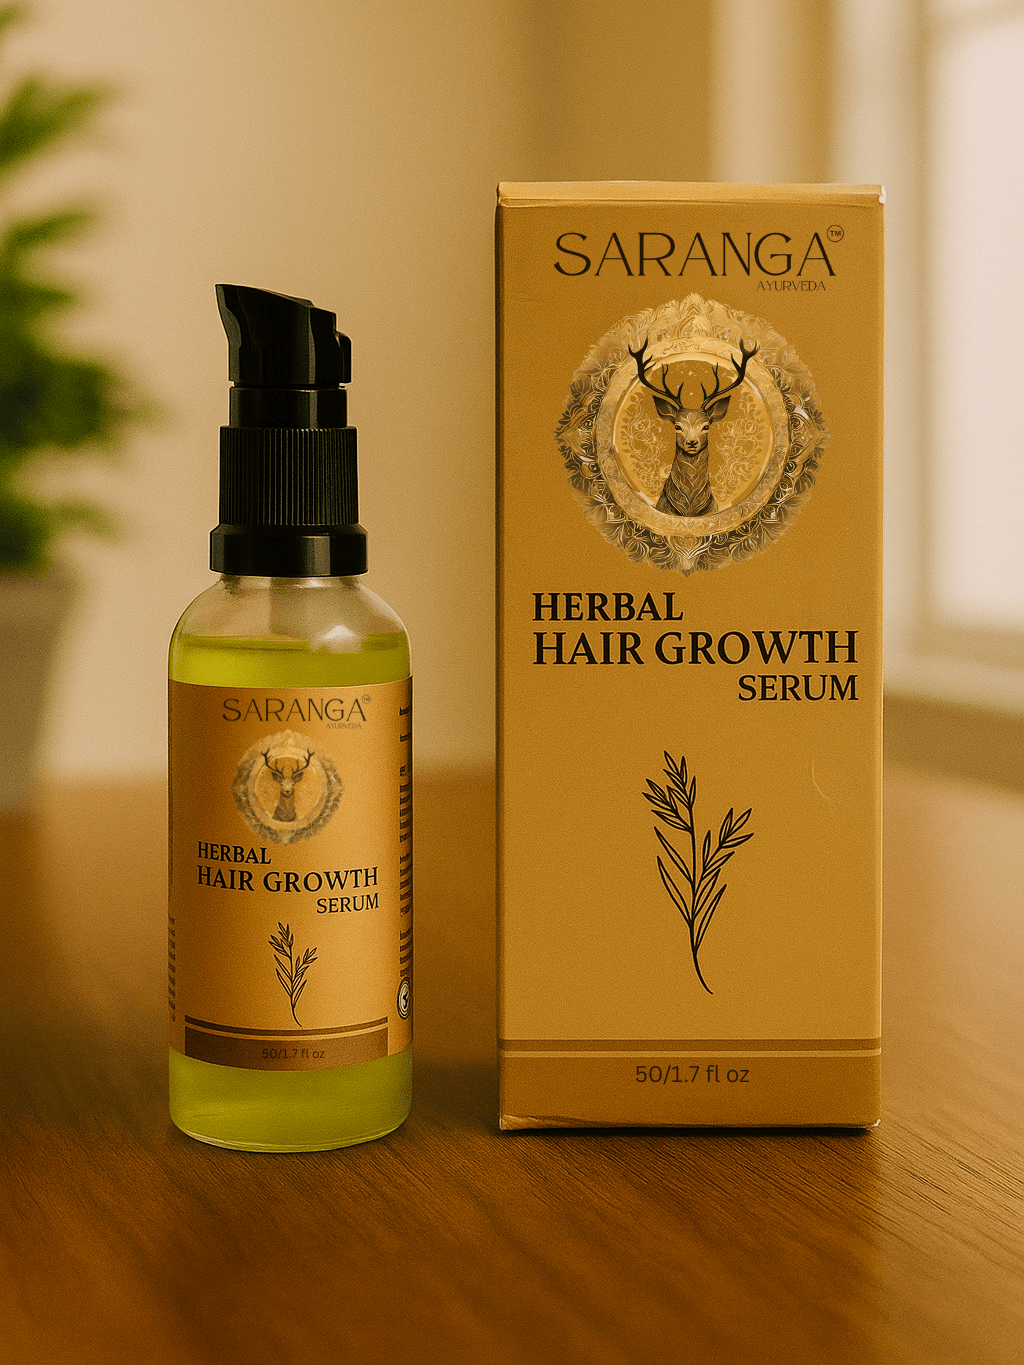 SARANGA™
AYURVEDA
HERBAL
HAIR GROWTH
SERUM
50/1.7 fl oz
SARANGA™
AYURVEDA
HERBAL
HAIR GROWTH
SERUM
50/1.7 fl oz